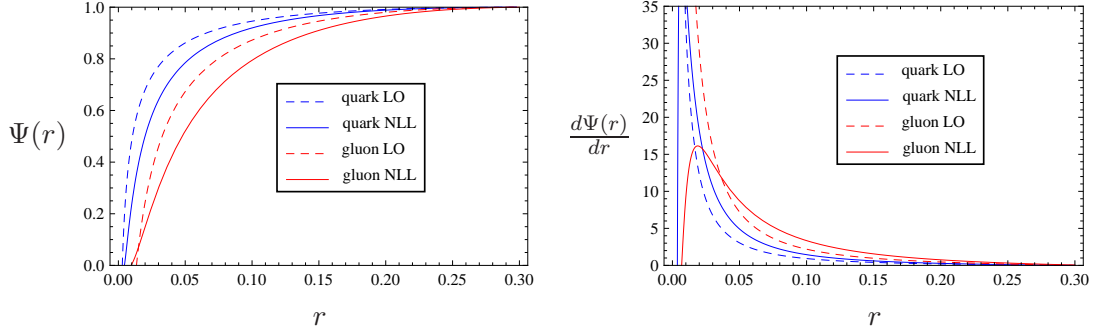 1.0
0.8
0.6
0.4
0.2
0.0
Ψ(r)
quark LO
quark NLL
gluon LO
gluon NLL
0.00 0.05 0.10 0.15 0.20 0.25 0.30
r
35
30
25
20
15
10
5
0
dΨ(r)
dr
quark LO
quark NLL
gluon LO
gluon NLL
0.00 0.05 0.10 0.15 0.20 0.25 0.30
r